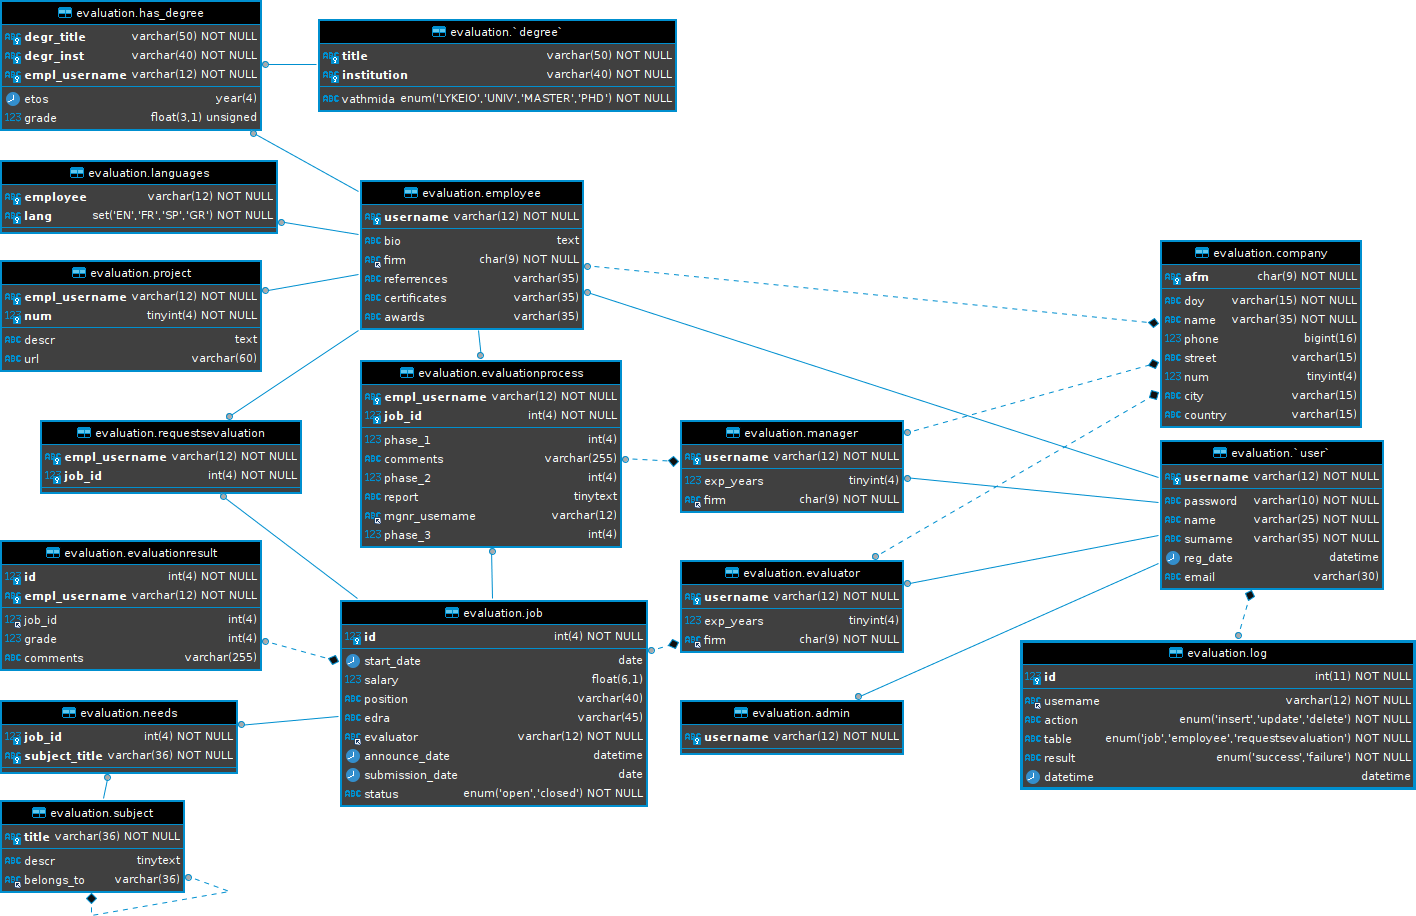 evaluation.has_degree
degr_title varchar(50) NOT NULL
degr_inst varchar(40) NOT NULL
empl_username varchar(12) NOT NULL
etos year(4)
grade float(3,1) unsigned
evaluation.`degree`
title varchar(50) NOT NULL
institution varchar(40) NOT NULL
vathmida enum('LYKEIO','UNIV','MASTER','PHD') NOT NULL
evaluation.languages
employee varchar(12) NOT NULL
lang set('EN','FR','SP','GR') NOT NULL
evaluation.employee
username varchar(12) NOT NULL
bio text
firm char(9) NOT NULL
referrences varchar(35)
certificates varchar(35)
awards varchar(35)
evaluation.project
empl_username varchar(12) NOT NULL
num tinyint(4) NOT NULL
descr text
url varchar(60)
evaluation.company
afm char(9) NOT NULL
doy varchar(15) NOT NULL
name varchar(35) NOT NULL
phone bigint(16)
street varchar(15)
num tinyint(4)
city varchar(15)
country varchar(15)
evaluation.evaluationprocess
empl_username varchar(12) NOT NULL
job_id int(4) NOT NULL
phase_1 int(4)
comments varchar(255)
phase_2 int(4)
report tinytext
mgnr_username varchar(12)
phase_3 int(4)
evaluation.requestsevaluation
empl_username varchar(12) NOT NULL
job_id int(4) NOT NULL
evaluation.manager
username varchar(12) NOT NULL
exp_years tinyint(4)
firm char(9) NOT NULL
evaluation.`user`
username varchar(12) NOT NULL
password varchar(10) NOT NULL
name varchar(25) NOT NULL
surname varchar(35) NOT NULL
reg_date datetime
email varchar(30)
evaluation.evaluationresult
id int(4) NOT NULL
empl_username varchar(12) NOT NULL
job_id int(4)
grade int(4)
comments varchar(255)
evaluation.evaluator
username varchar(12) NOT NULL
exp_years tinyint(4)
firm char(9) NOT NULL
evaluation.job
id int(4) NOT NULL
start_date date
salary float(6,1)
position varchar(40)
edra varchar(45)
evaluator varchar(12) NOT NULL
announce_date datetime
submission_date date
status enum('open','closed') NOT NULL
evaluation.log
id int(11) NOT NULL
username varchar(12) NOT NULL
action enum('insert','update','delete') NOT NULL
table enum('job','employee','requestsevaluation') NOT NULL
result enum('success','failure') NOT NULL
datetime datetime
evaluation.needs
job_id int(4) NOT NULL
subject_title varchar(36) NOT NULL
evaluation.admin
username varchar(12) NOT NULL
evaluation.subject
title varchar(36) NOT NULL
descr tinytext
belongs_to varchar(36)